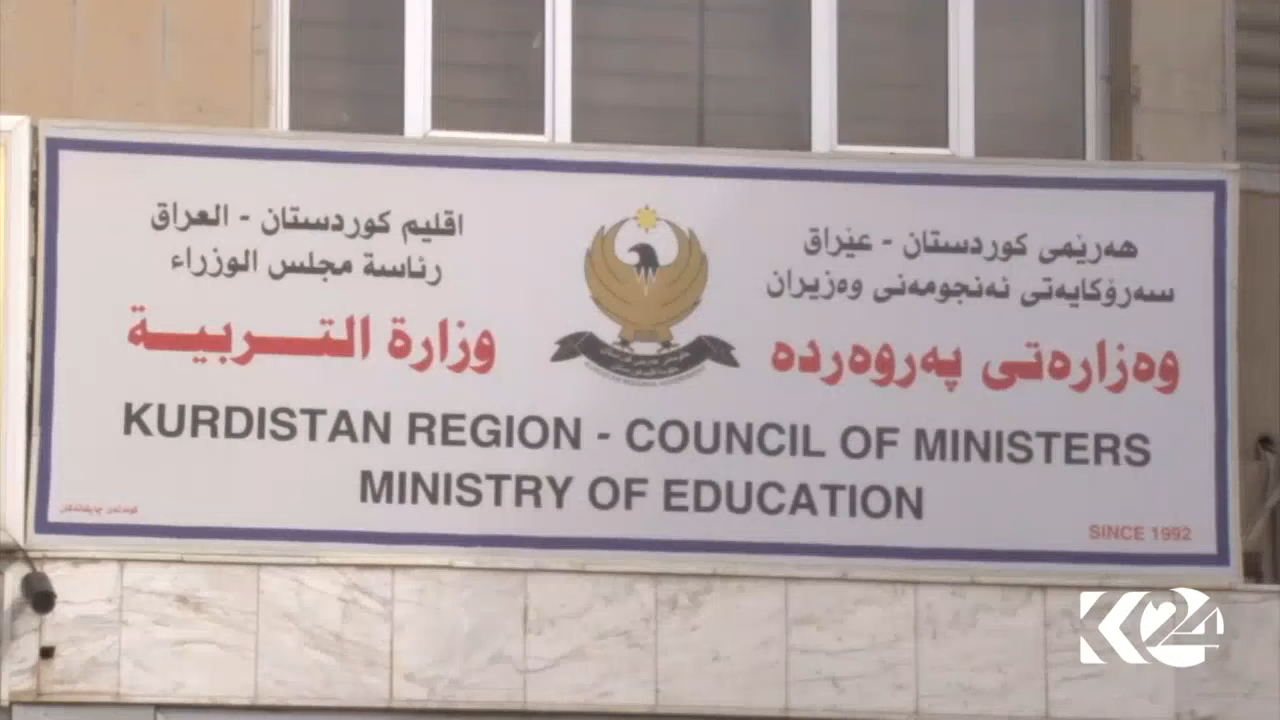 هەرێمی کوردستان - عێراق
سەرۆکایەتی ئەنجومەنی وەزیران
وەزارەتی پەروەردە
اقليم كوردستان - العراق
رئاسة مجلس الوزراء
وزارة التـــربيـــة
KURDISTAN REGION - COUNCIL OF MINISTERS
MINISTRY OF EDUCATION
SINCE 1992
K24